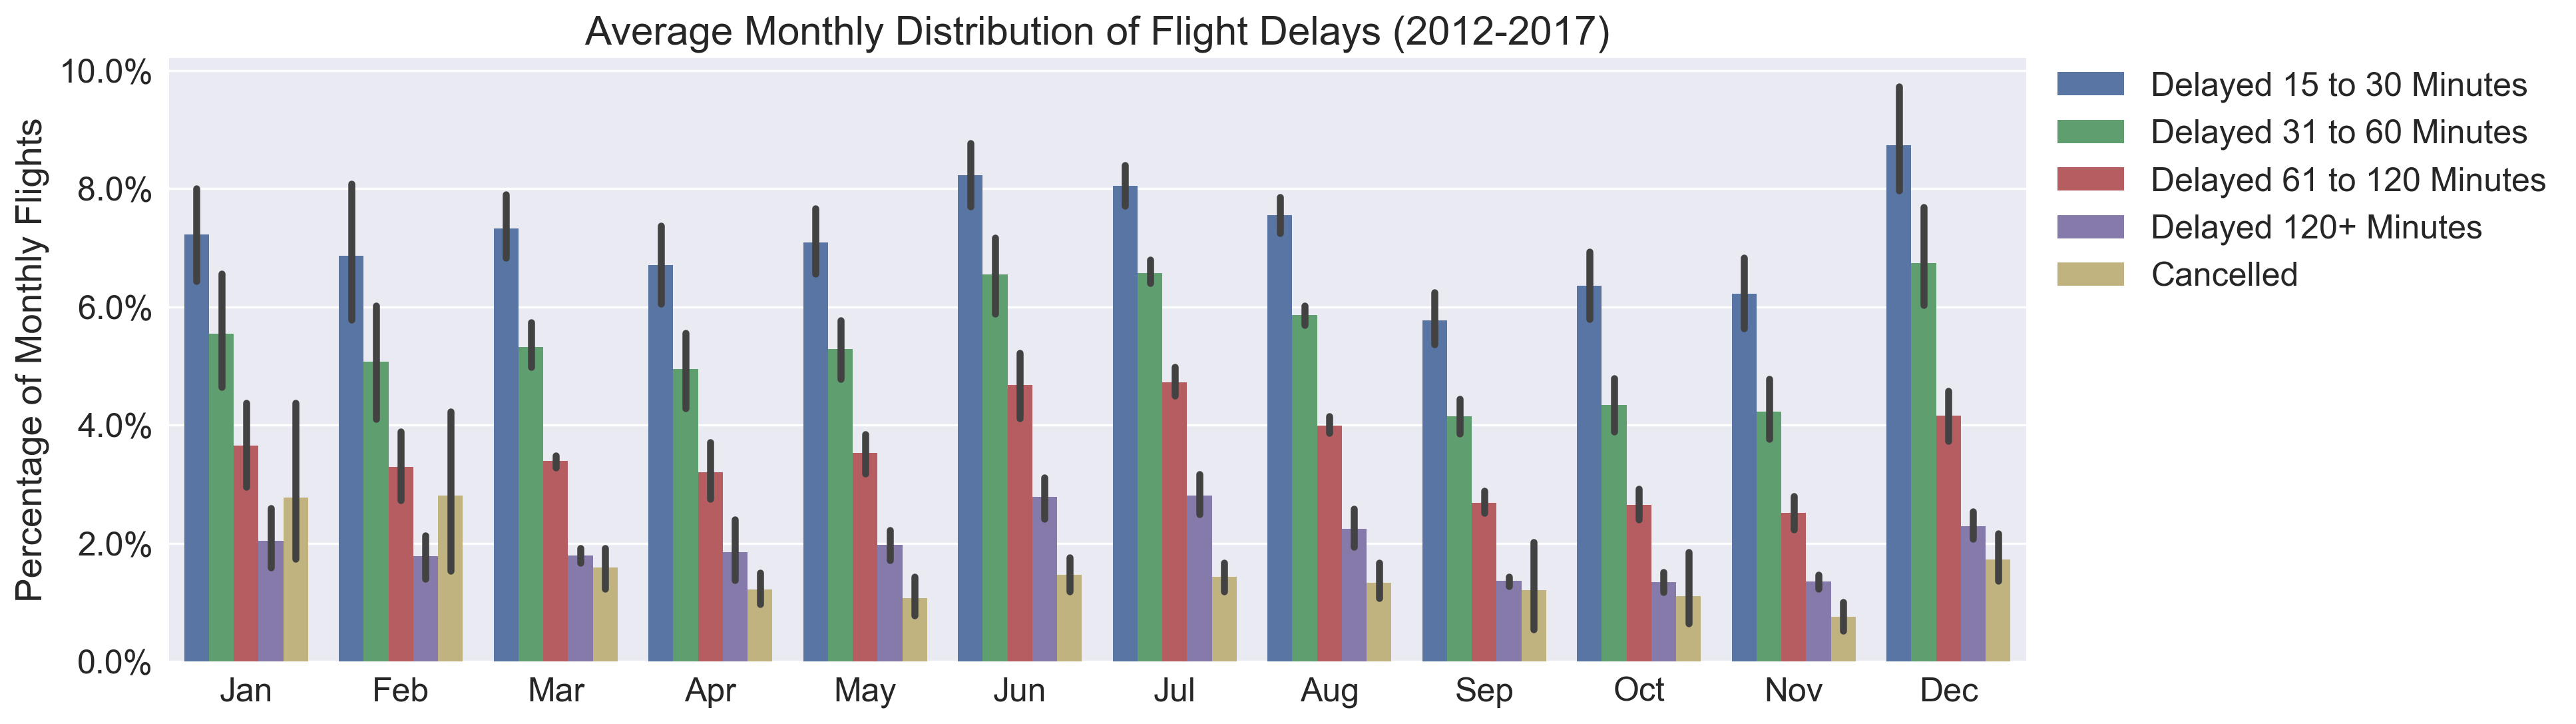 Average Monthly Distribution of Flight Delays (2012-2017)
Percentage of Monthly Flights
10.0%
8.0%
6.0%
4.0%
2.0%
0.0%
Jan Feb Mar Apr May Jun Jul Aug Sep Oct Nov Dec
Delayed 15 to 30 Minutes
Delayed 31 to 60 Minutes
Delayed 61 to 120 Minutes
Delayed 120+ Minutes
Cancelled